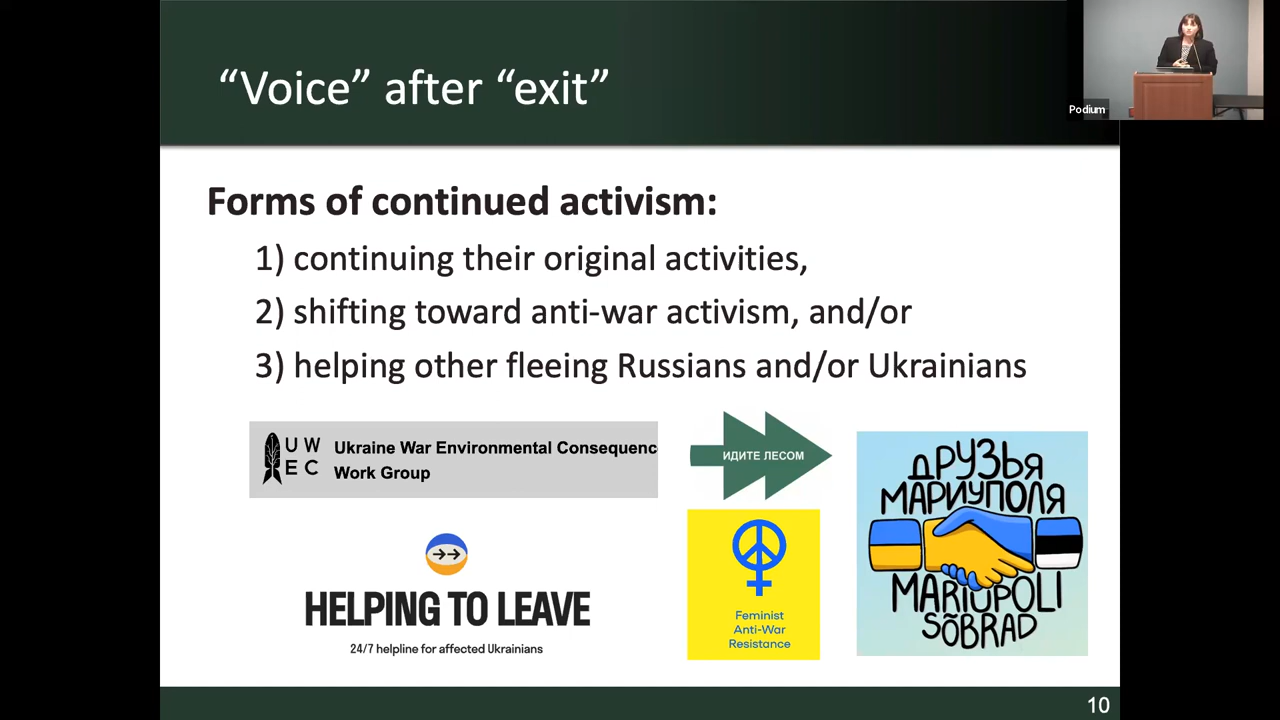 “Voice” after “exit”
Podium
Forms of continued activism:
1) continuing their original activities,
2) shifting toward anti-war activism, and/or
3) helping other fleeing Russians and/or Ukrainians
UW
EC
Ukraine War Environmental Consequenc
Work Group
ИДИТЕ ЛЕСОМ
ДРУЗЬЯ
МАРИУПОЛЯ
MARIUPOLI
SÕBRAD
HELPING TO LEAVE
24/7 helpline for affected Ukrainians
Feminist
Anti-War
Resistance
10